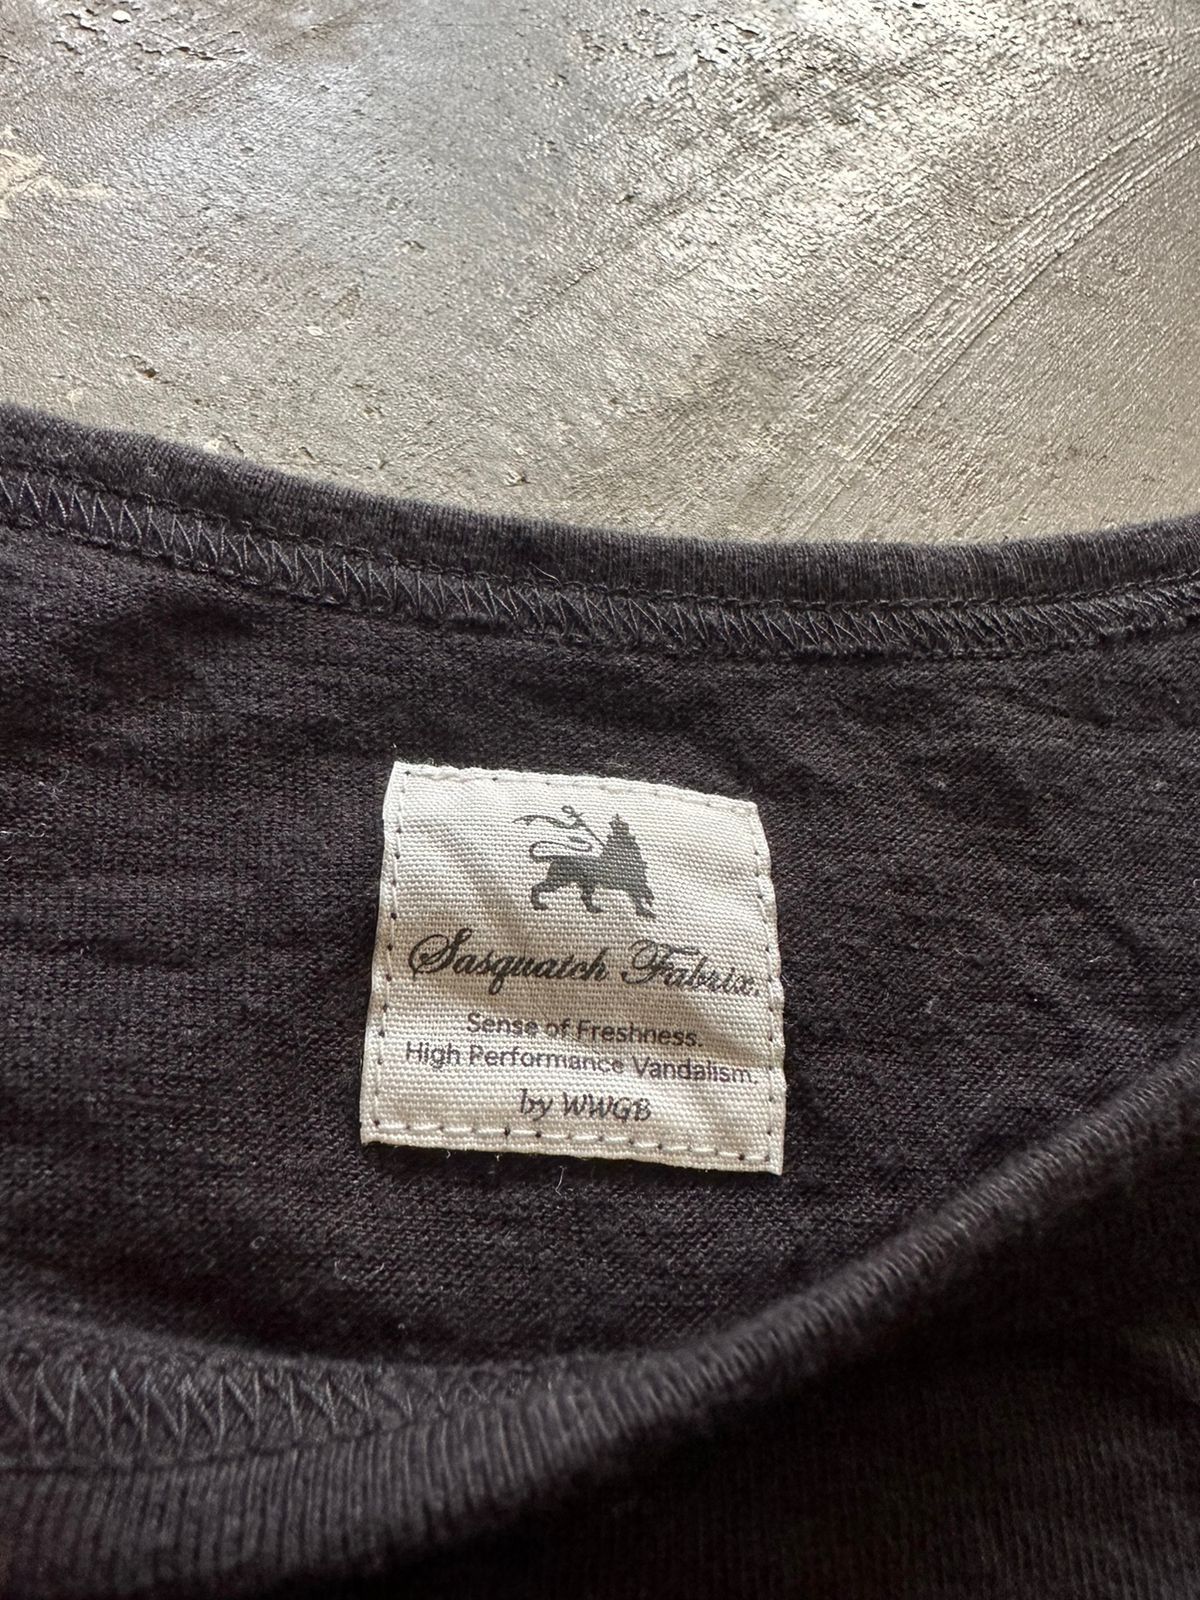 Sasquatch Fabrix.
Sense of Freshness.
High Performance Vandalism.
by WWGB